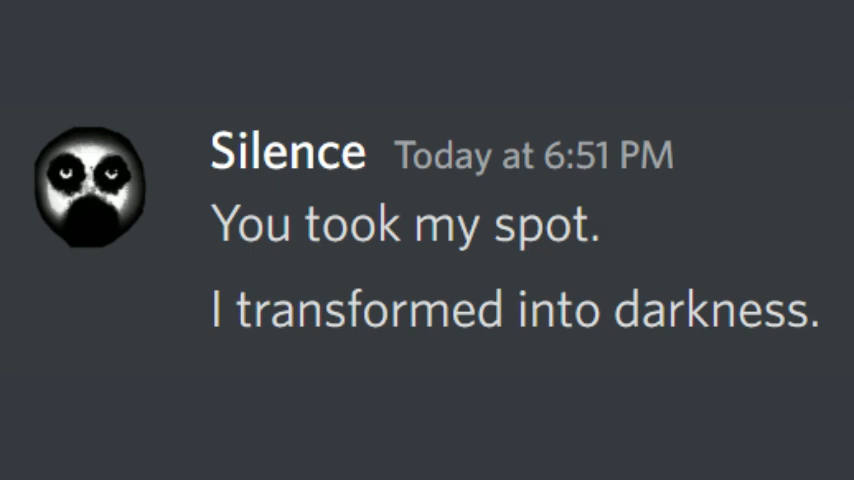 Silence Today at 6:51 PM
You took my spot.
I transformed into darkness.